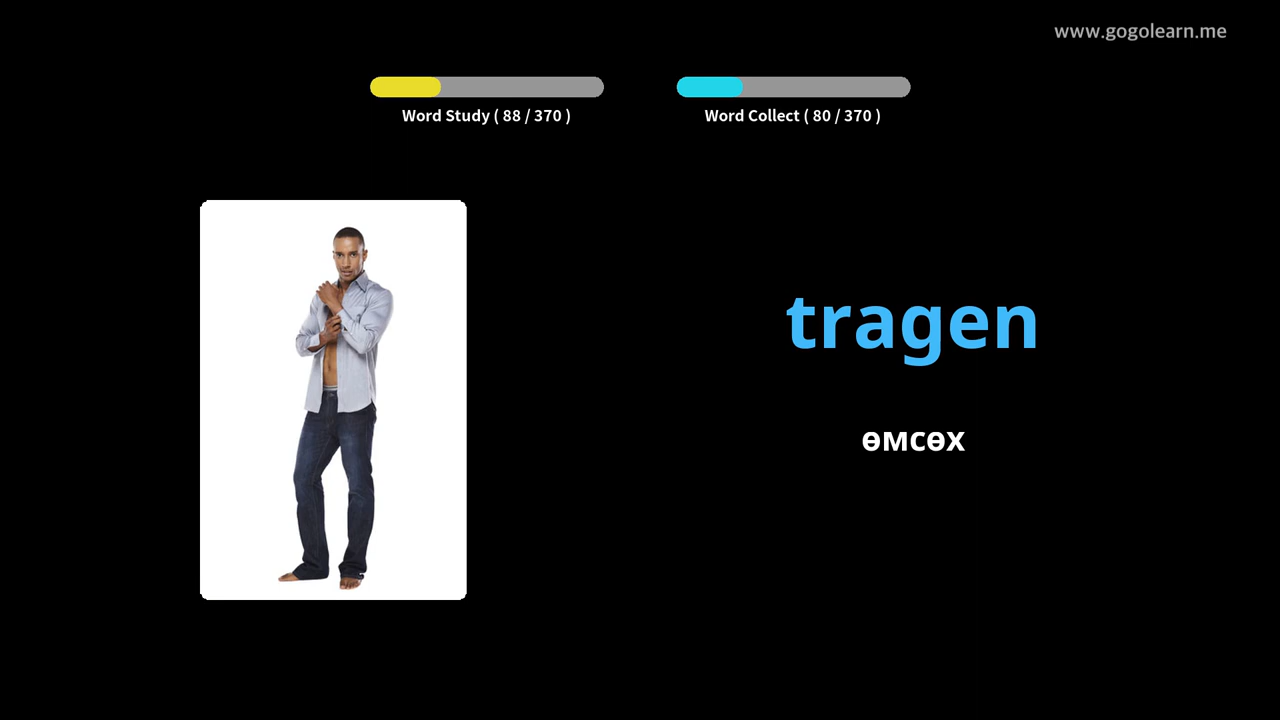 www.gogolearn.me
Word Study ( 88 / 370 )
Word Collect ( 80 / 370 )
tragen
өмсөх